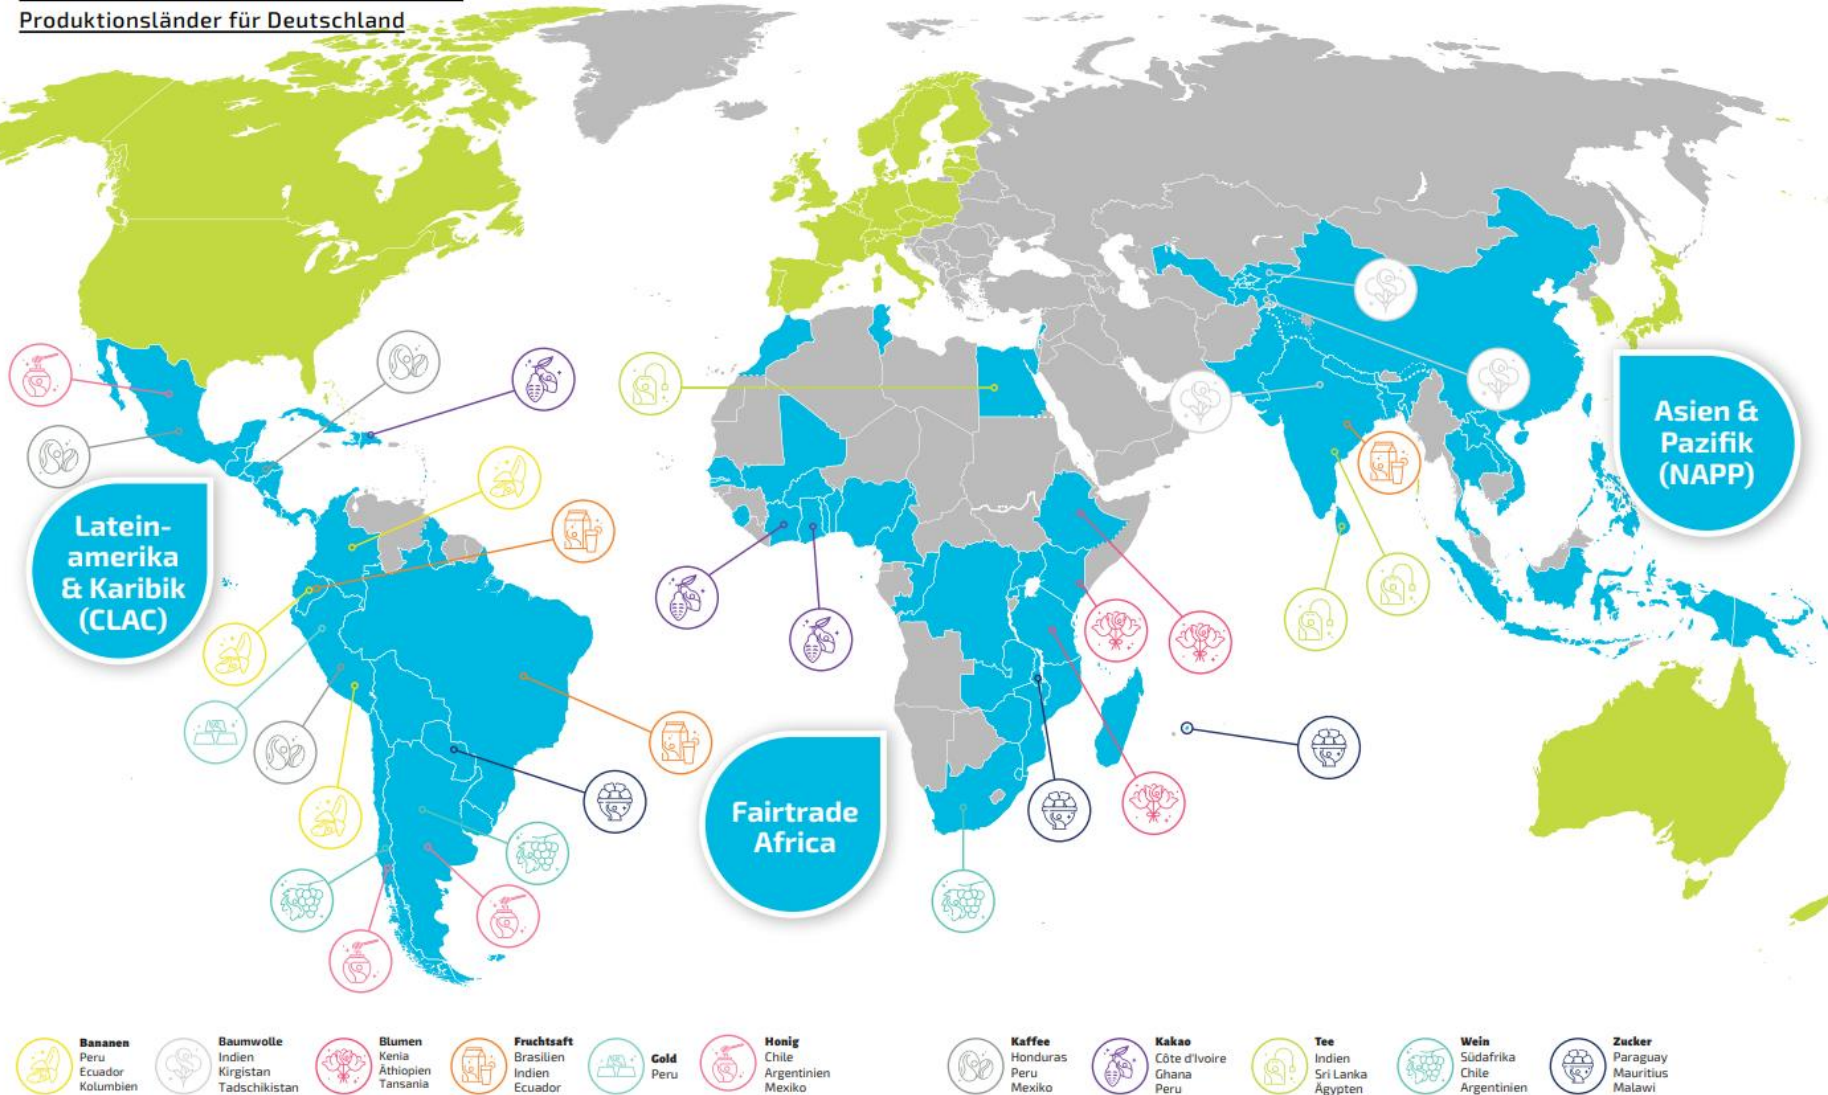 Produktionsländer für Deutschland
Asien &
Pazifik
(NAPP)
Latein-
amerika
& Karibik
(CLAC)
Fairtrade
Africa
Bananen
Peru
Ecuador
Kolumbien
Baumwolle
Indien
Kirgistan
Tadschikistan
Blumen
Kenia
Äthiopien
Tansania
Fruchtsaft
Brasilien
Indien
Ecuador
Gold
Peru
Honig
Chile
Argentinien
Mexiko
Kaffee
Honduras
Peru
Mexiko
Kakao
Côte d'Ivoire
Ghana
Peru
Tee
Indien
Sri Lanka
Ägypten
Wein
Südafrika
Chile
Argentinien
Zucker
Paraguay
Mauritius
Malawi